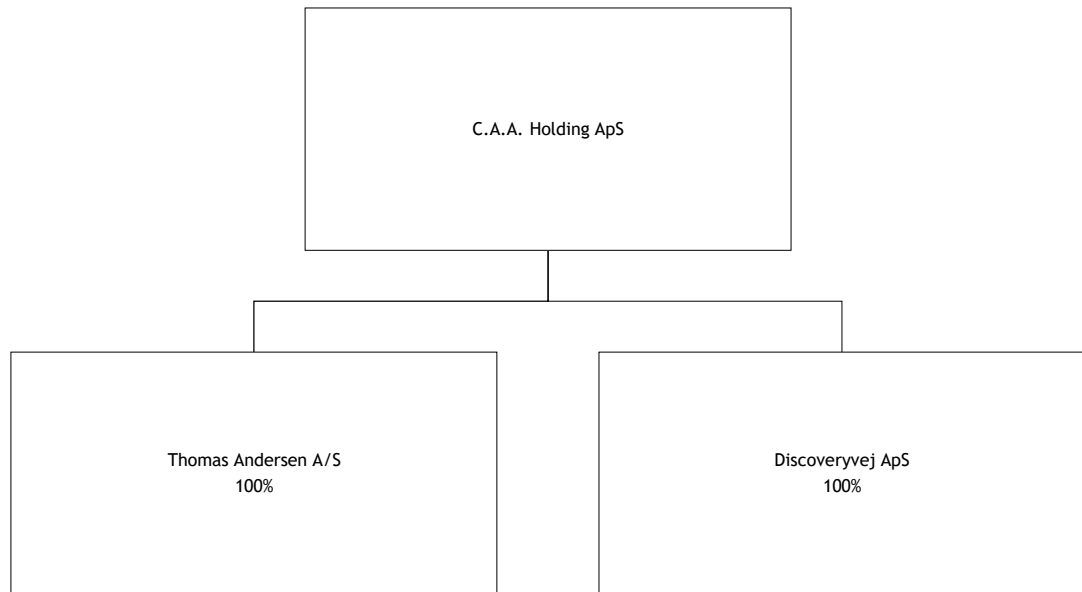 C.A.A. Holding ApS
Thomas Andersen A/S
100%
Discoveryvej ApS
100%